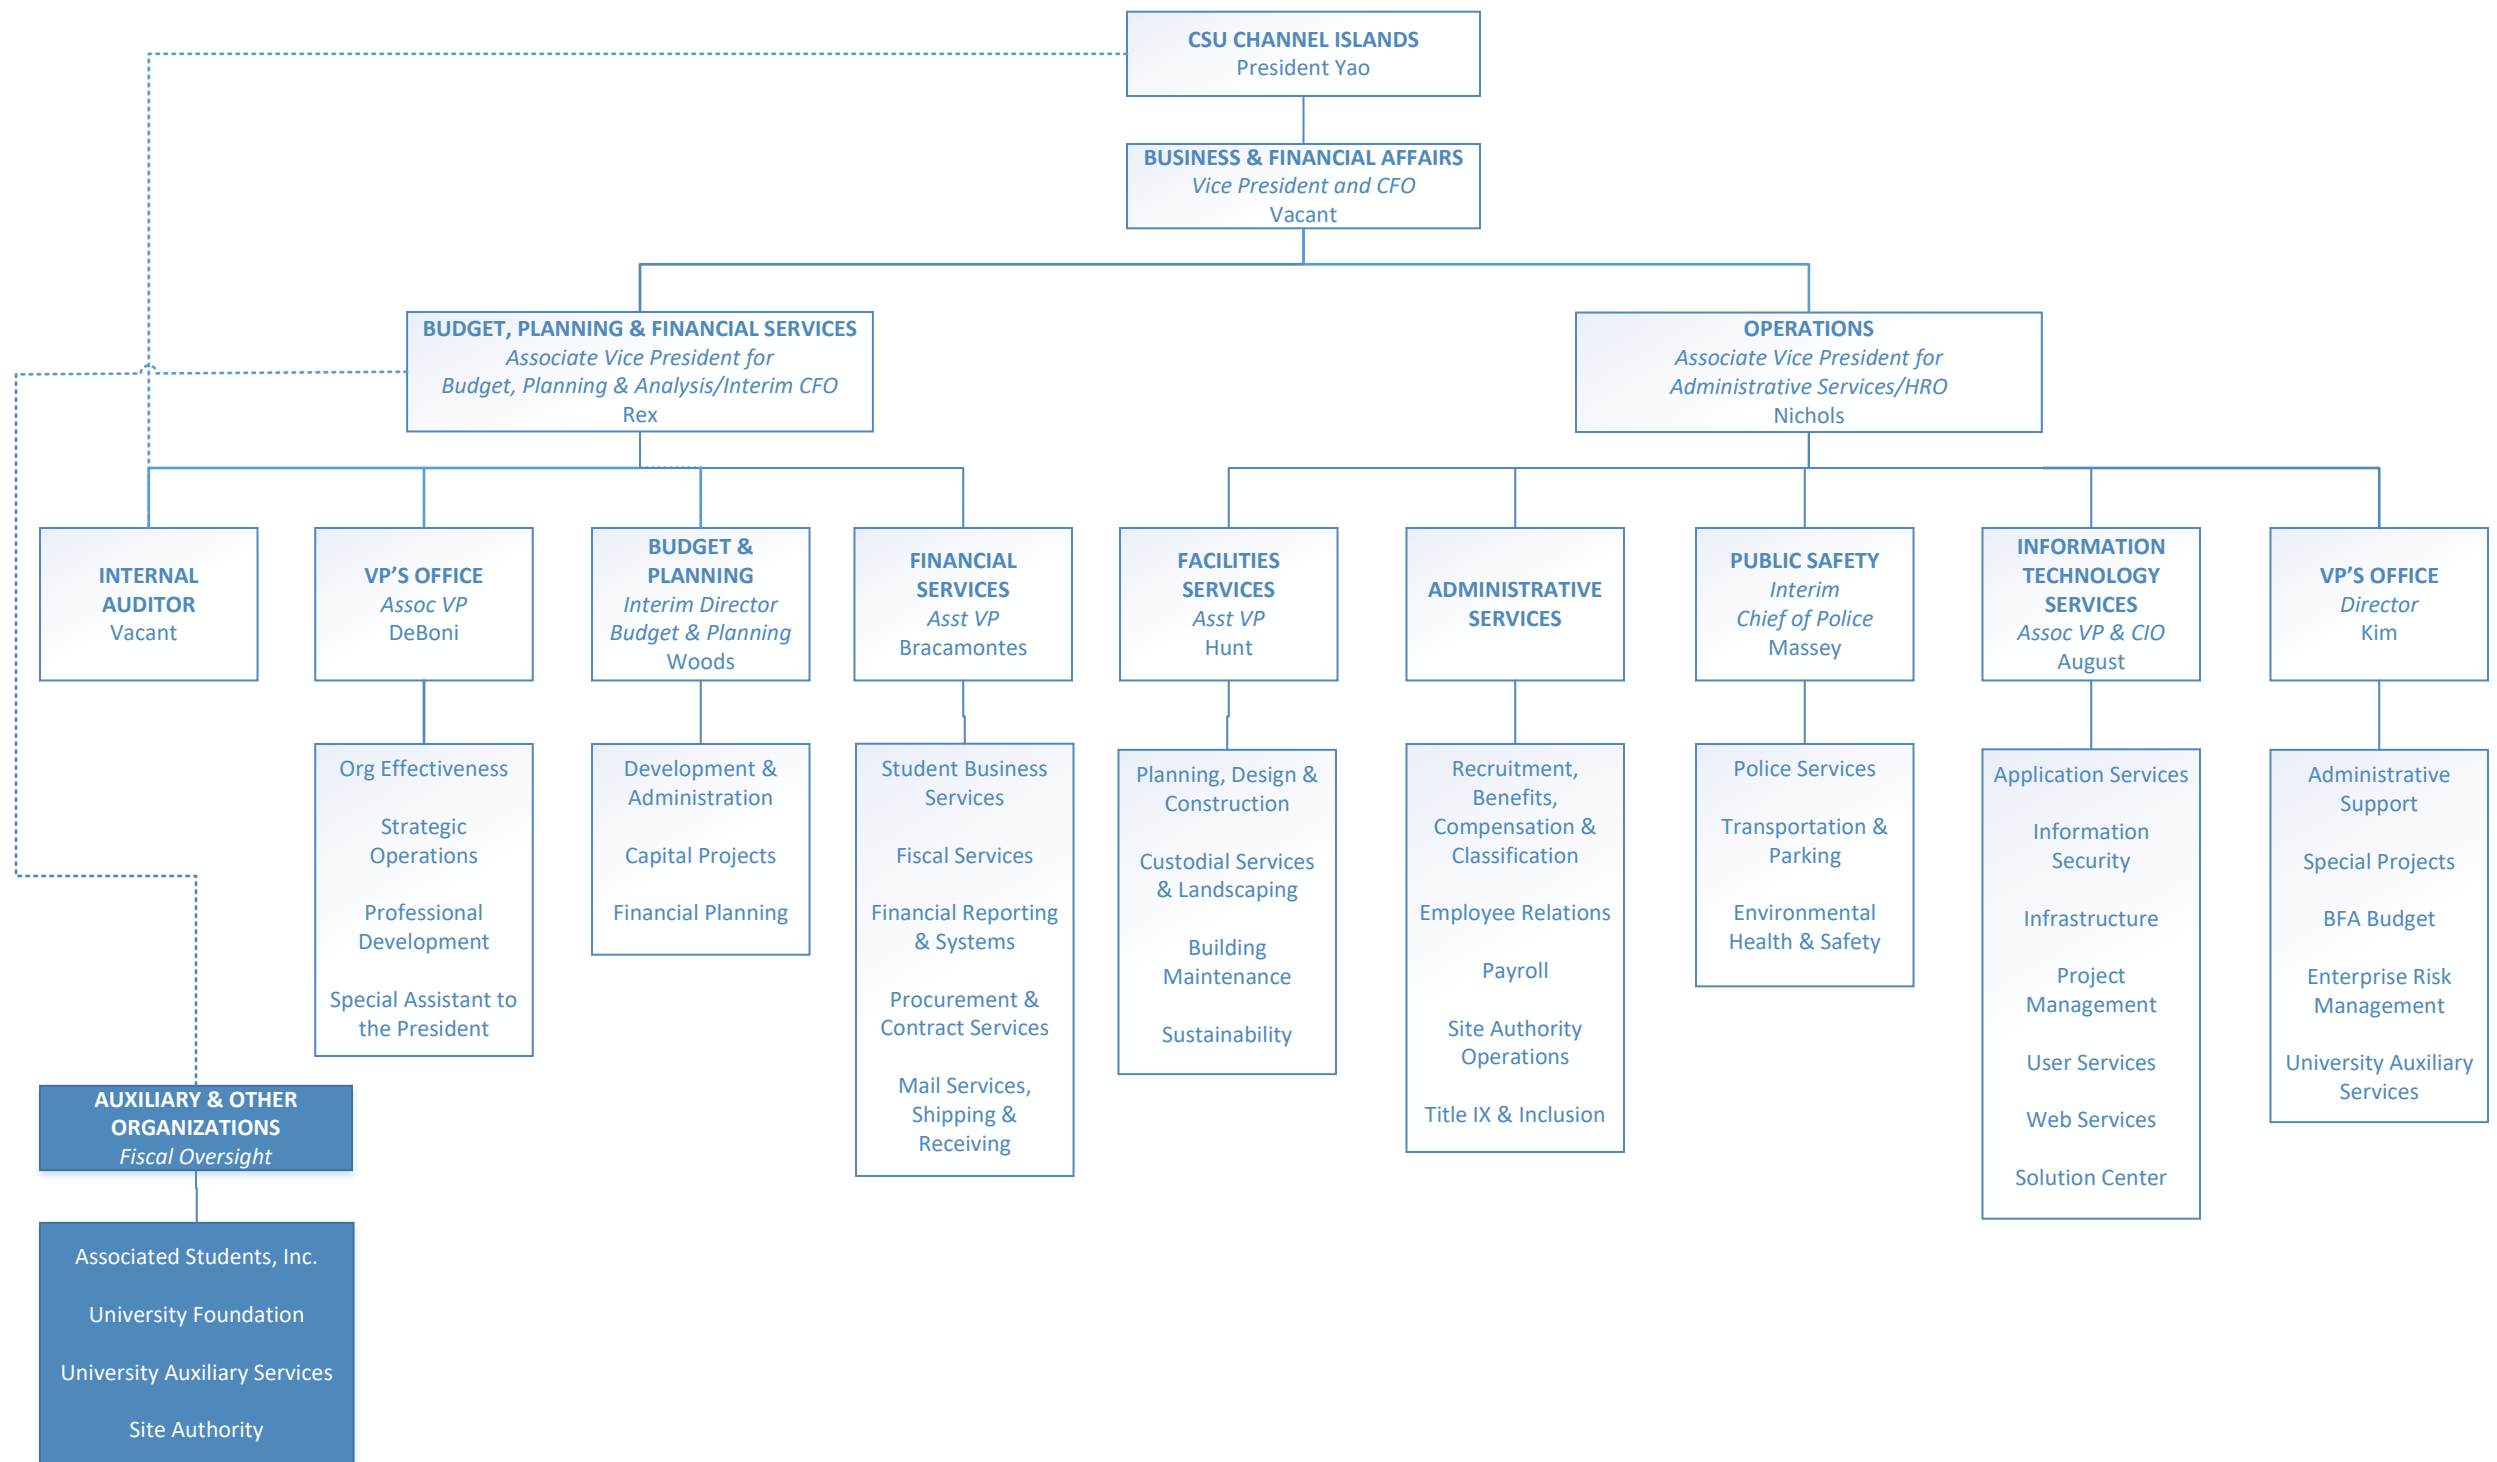 CSU CHANNEL ISLANDS
President Yao
BUSINESS & FINANCIAL AFFAIRS
Vice President and CFO
Vacant
BUDGET, PLANNING & FINANCIAL SERVICES
Associate Vice President for
Budget, Planning & Analysis/Interim CFO
Rex
OPERATIONS
Associate Vice President for
Administrative Services/HRO
Nichols
INTERNAL
AUDITOR
Vacant
VP’S OFFICE
Assoc VP
DeBoni
BUDGET &
PLANNING
Interim Director
Budget & Planning
Woods
FINANCIAL
SERVICES
Asst VP
Bracamontes
FACILITIES
SERVICES
Asst VP
Hunt
ADMINISTRATIVE
SERVICES
PUBLIC SAFETY
Interim
Chief of Police
Massey
INFORMATION
TECHNOLOGY
SERVICES
Assoc VP & CIO
August
VP’S OFFICE
Director
Kim
Org Effectiveness
Strategic
Operations
Professional
Development
Special Assistant to
the President
Development &
Administration
Capital Projects
Financial Planning
Student Business
Services
Fiscal Services
Financial Reporting
& Systems
Procurement &
Contract Services
Mail Services,
Shipping &
Receiving
Planning, Design &
Construction
Custodial Services
& Landscaping
Building
Maintenance
Sustainability
Recruitment,
Benefits,
Compensation &
Classification
Employee Relations
Payroll
Site Authority
Operations
Title IX & Inclusion
Police Services
Transportation &
Parking
Environmental
Health & Safety
Application Services
Information
Security
Infrastructure
Project
Management
User Services
Web Services
Solution Center
Administrative
Support
Special Projects
BFA Budget
Enterprise Risk
Management
University Auxiliary
Services
AUXILIARY & OTHER
ORGANIZATIONS
Fiscal Oversight
Associated Students, Inc.
University Foundation
University Auxiliary Services
Site Authority